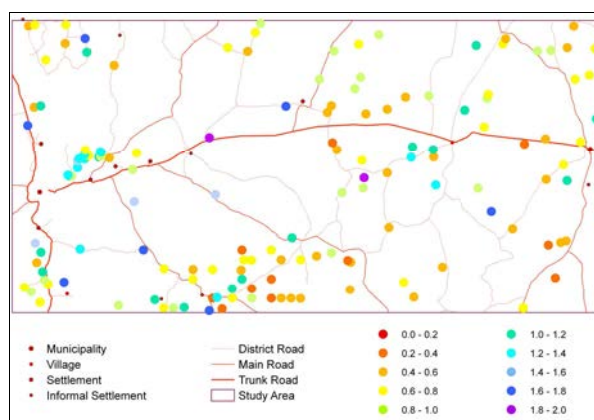 Municipality
Village
Settlement
Informal Settlement
District Road
Main Road
Trunk Road
Study Area
0.0 - 0.2
0.2 - 0.4
0.4 - 0.6
0.6 - 0.8
0.8 - 1.0
1.0 - 1.2
1.2 - 1.4
1.4 - 1.6
1.6 - 1.8
1.8 - 2.0